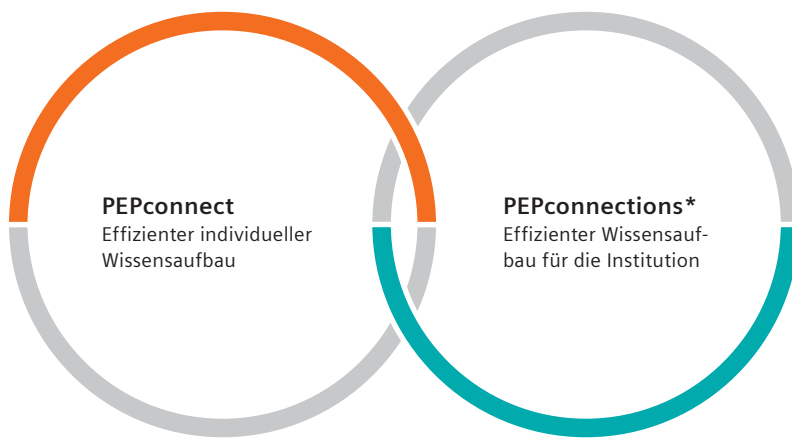 PEPconnect
Effizienter individueller
Wissensaufbau
PEPconnections*
Effizienter Wissensauf-
bau für die Institution